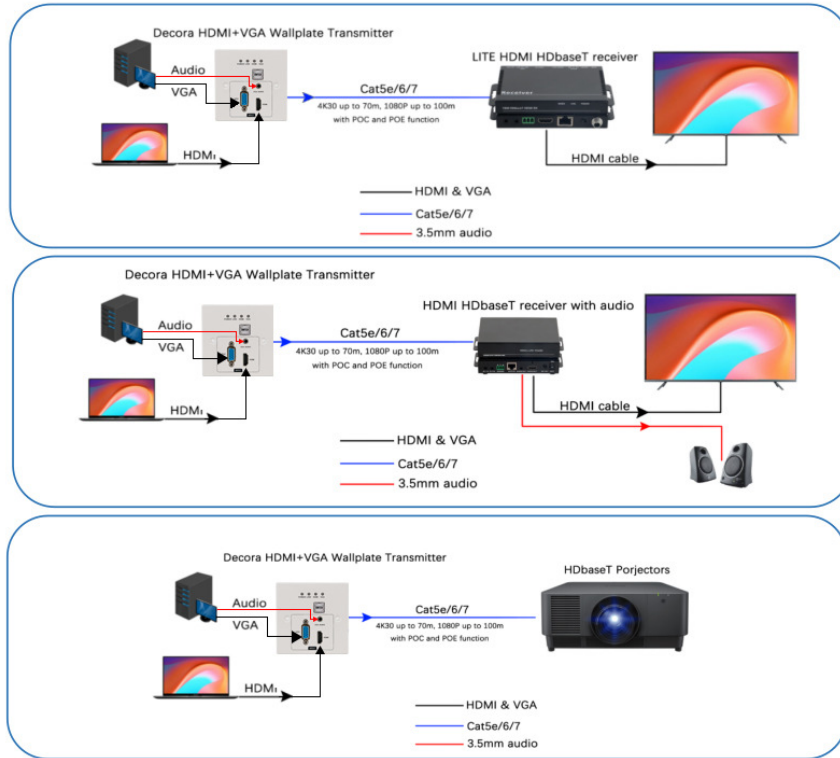 Decora HDMI+VGA Wallplate Transmitter
LITE HDMI HDbaseT receiver
Audio
VGA
Cat5e/6/7
4K30 up to 70m, 1080P up to 100m
with POC and POE function
Receiver
HDMI
HDMI cable
HDMI & VGA
Cat5e/6/7
3.5mm audio
Decora HDMI+VGA Wallplate Transmitter
HDMI HDbaseT receiver with audio
Audio
VGA
Cat5e/6/7
4K30 up to 70m, 1080P up to 100m
with POC and POE function
HDMI
HDMI cable
HDMI & VGA
Cat5e/6/7
3.5mm audio
Decora HDMI+VGA Wallplate Transmitter
HDbaseT Porjectors
Audio
VGA
Cat5e/6/7
4K30 up to 70m, 1080P up to 100m
with POC and POE function
HDMI
HDMI & VGA
Cat5e/6/7
3.5mm audio